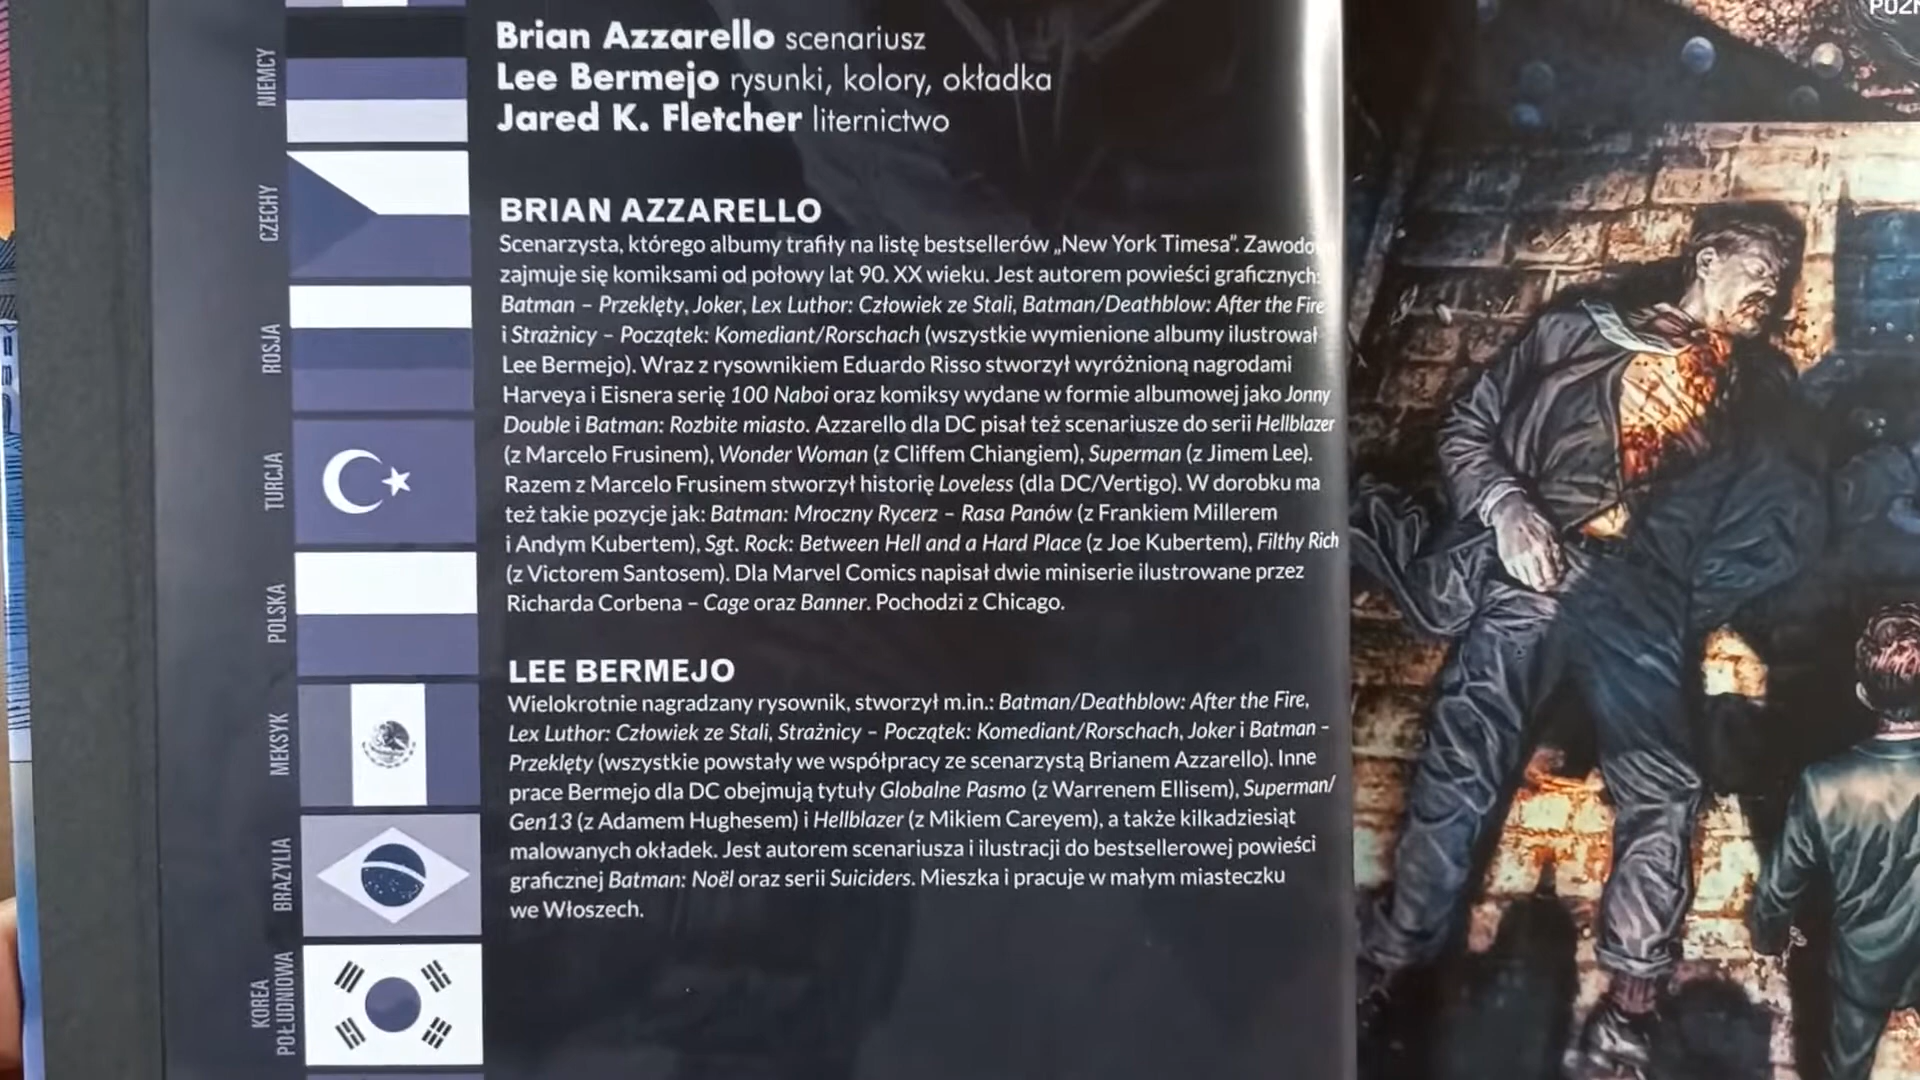 NIEMCY
CZECHY
ROSJA
TURCJA
POLSKA
MEKSYK
BRAZYLIA
KOREA
POŁUDNIOWA
Brian Azzarello scenariusz
Lee Bermejo rysunki, kolory, okładka
Jared K. Fletcher liternictwo
BRIAN AZZARELLO
Scenarzysta, którego albumy trafiły na listę bestsellerów „New York Timesa”.
zajmuje się komiksami od połowy lat 90. XX wieku. Jest autorem powieści graficznych:
Batman – Przeklęty, Joker, Lex Luthor: Człowiek ze Stali, Batman/Deathblow: After the Fire
i Strażnicy – Początek: Komediant/Rorschach (wszystkie wymienione albumy ilustrował
Lee Bermejo). Wraz z rysownikiem Eduardo Risso stworzył wyróżnioną nagrodami
Harveya i Eisnera serię 100 Naboi oraz komiksy wydane w formie albumowej jako Jonny
Double i Batman: Rozbite miasto. Azzarello dla DC pisał też scenariusze do serii Hellblazer
(z Marcelo Frusinem), Wonder Woman (z Cliffem Chiangiem), Superman (z Jimem Lee).
Razem z Marcelo Frusinem stworzył historię Loveless (dla DC/Vertigo). W dorobku ma
też takie pozycje jak: Batman: Mroczny Rycerz – Rasa Panów (z Frankiem Millerem
i Andym Kubertem), Sgt. Rock: Between Hell and a Hard Place (z Joe Kubertem), Filthy Rich
(z Victorem Santosem). Dla Marvel Comics napisał dwie miniserie ilustrowane przez
Richarda Corbena – Cage oraz Banner. Pochodzi z Chicago.
LEE BERMEJO
Wielokrotnie nagradzany rysownik, stworzył m.in.: Batman/Deathblow: After the Fire,
Lex Luthor: Człowiek ze Stali, Strażnicy – Początek: Komediant/Rorschach, Joker i Batman –
Przeklęty (wszystkie powstały we współpracy ze scenarzystą Brianem Azzarello). Inne
prace Bermejo dla DC obejmują tytuły Globalne Pasmo (z Warrenem Ellisem), Superman/
Gen13 (z Adamem Hughesem) i Hellblazer (z Mikiem Careyem), a także kilkadziesiąt
malowanych okładek. Jest autorem scenariusza i ilustracji do bestsellerowej powieści
graficznej Batman: Noël oraz serii Suiciders. Mieszka i pracuje w małym miasteczku
we Włoszech.